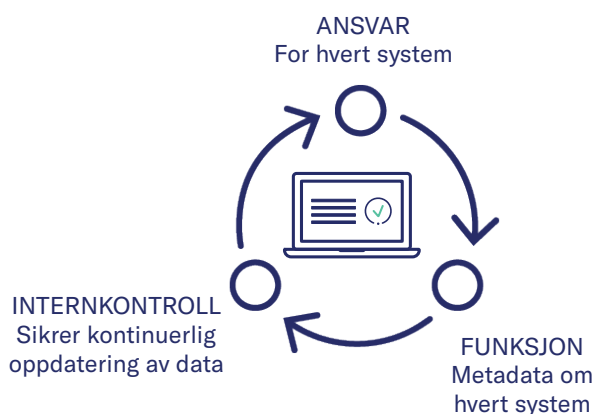 ANSVAR
For hvert system
INTERNKONTROLL
Sikrer kontinuerlig
oppdatering av data
FUNKSJON
Metadata om
hvert system